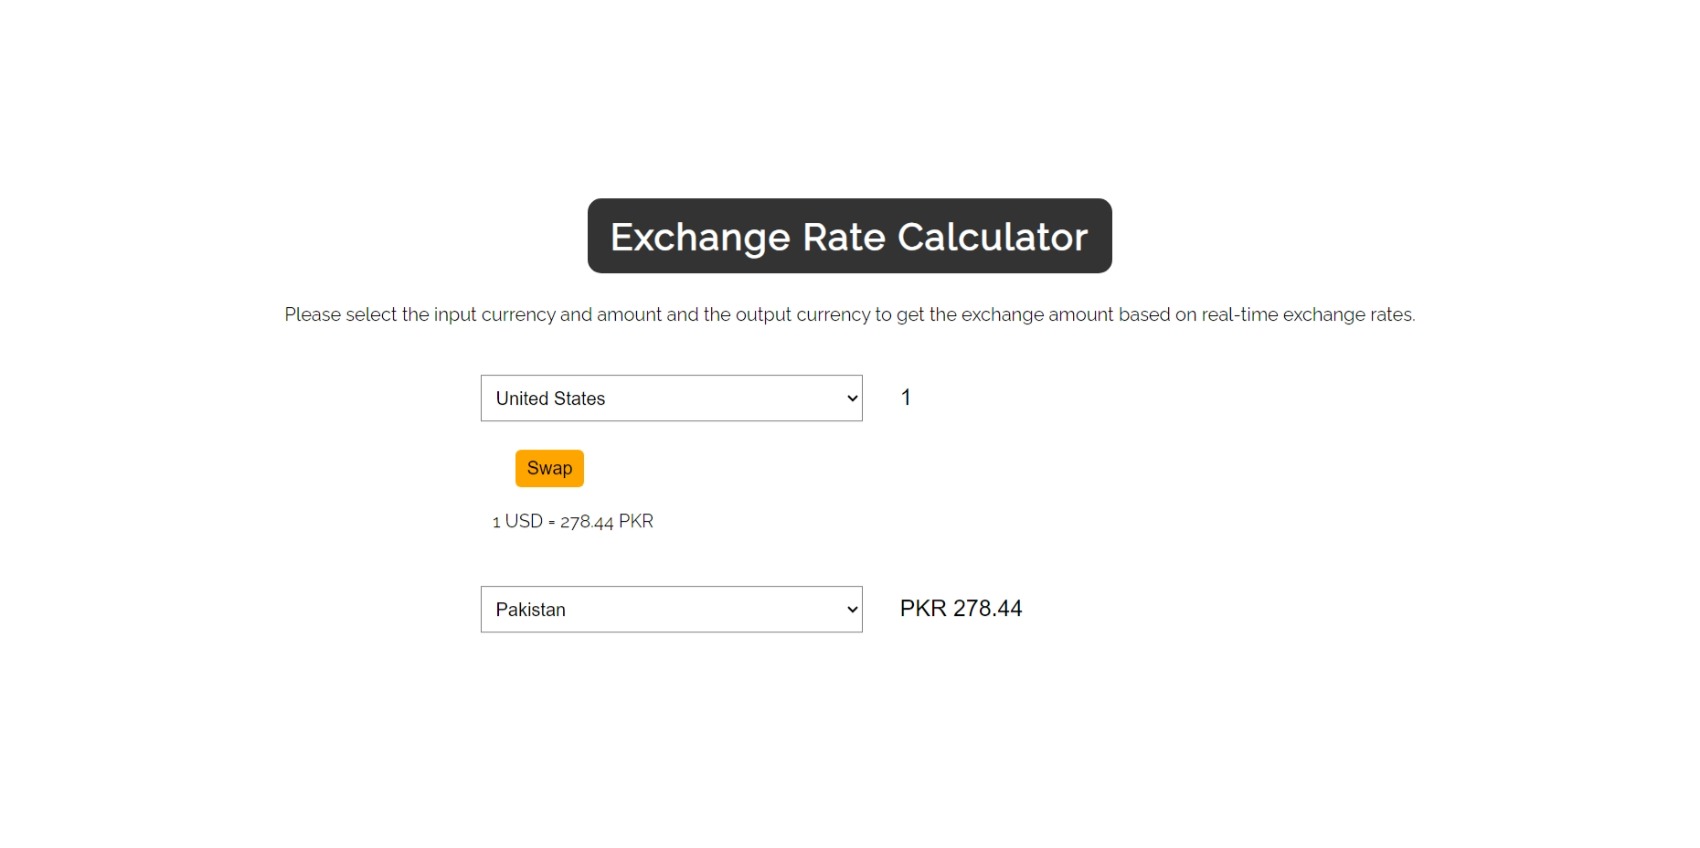 Exchange Rate Calculator
Please select the input currency and amount and the output currency to get the exchange amount based on real-time exchange rates.
United States
1
Swap
1 USD = 278.44 PKR
Pakistan
PKR 278.44